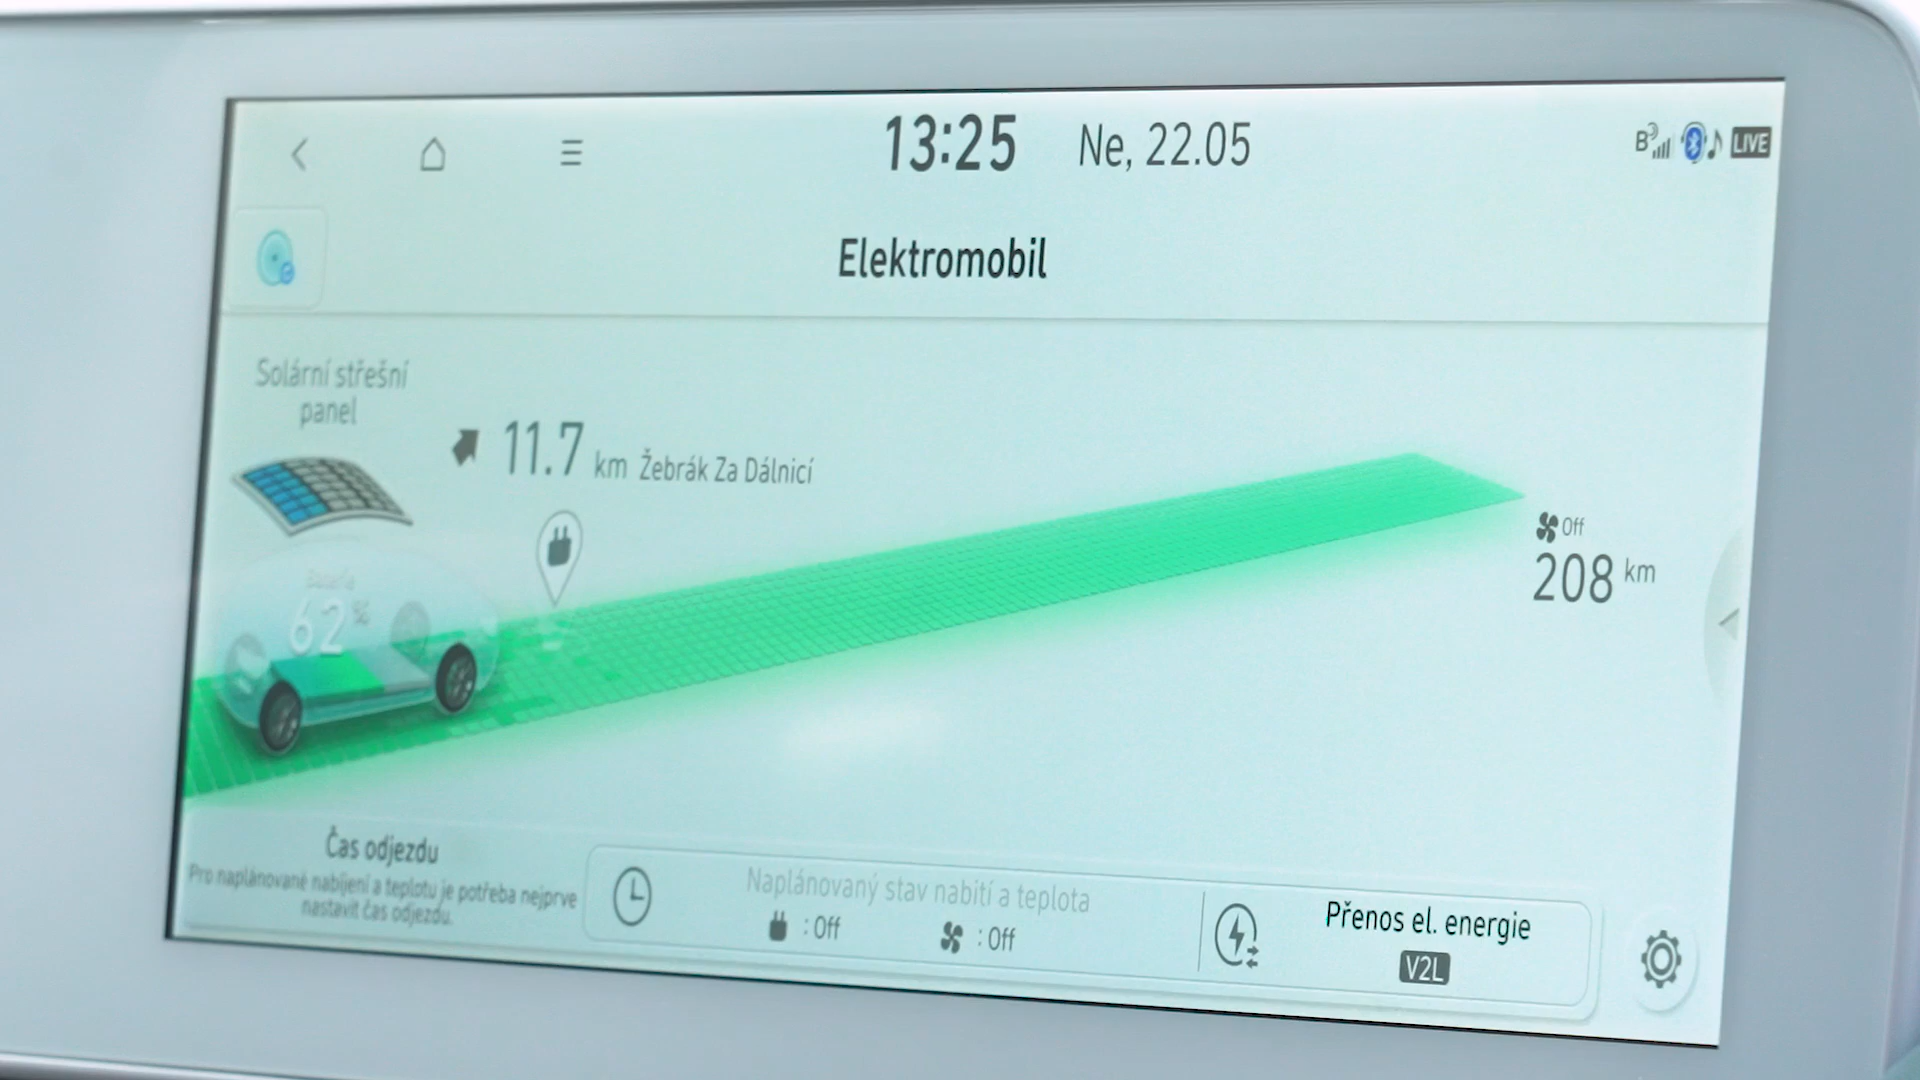 13:25 Ne, 22.05
B LIVE
Elektromobil
Solární střešní
panel
11.7 km Žebrák Za Dálnicí
Off
208 km
Baterie
62 %
Čas odjezdu
Pro naplánované nabíjení a teplotu je potřeba nejprve
nastavit čas odjezdu.
Naplánovaný stav nabití a teplota
: Off : Off
Přenos el. energie
V2L